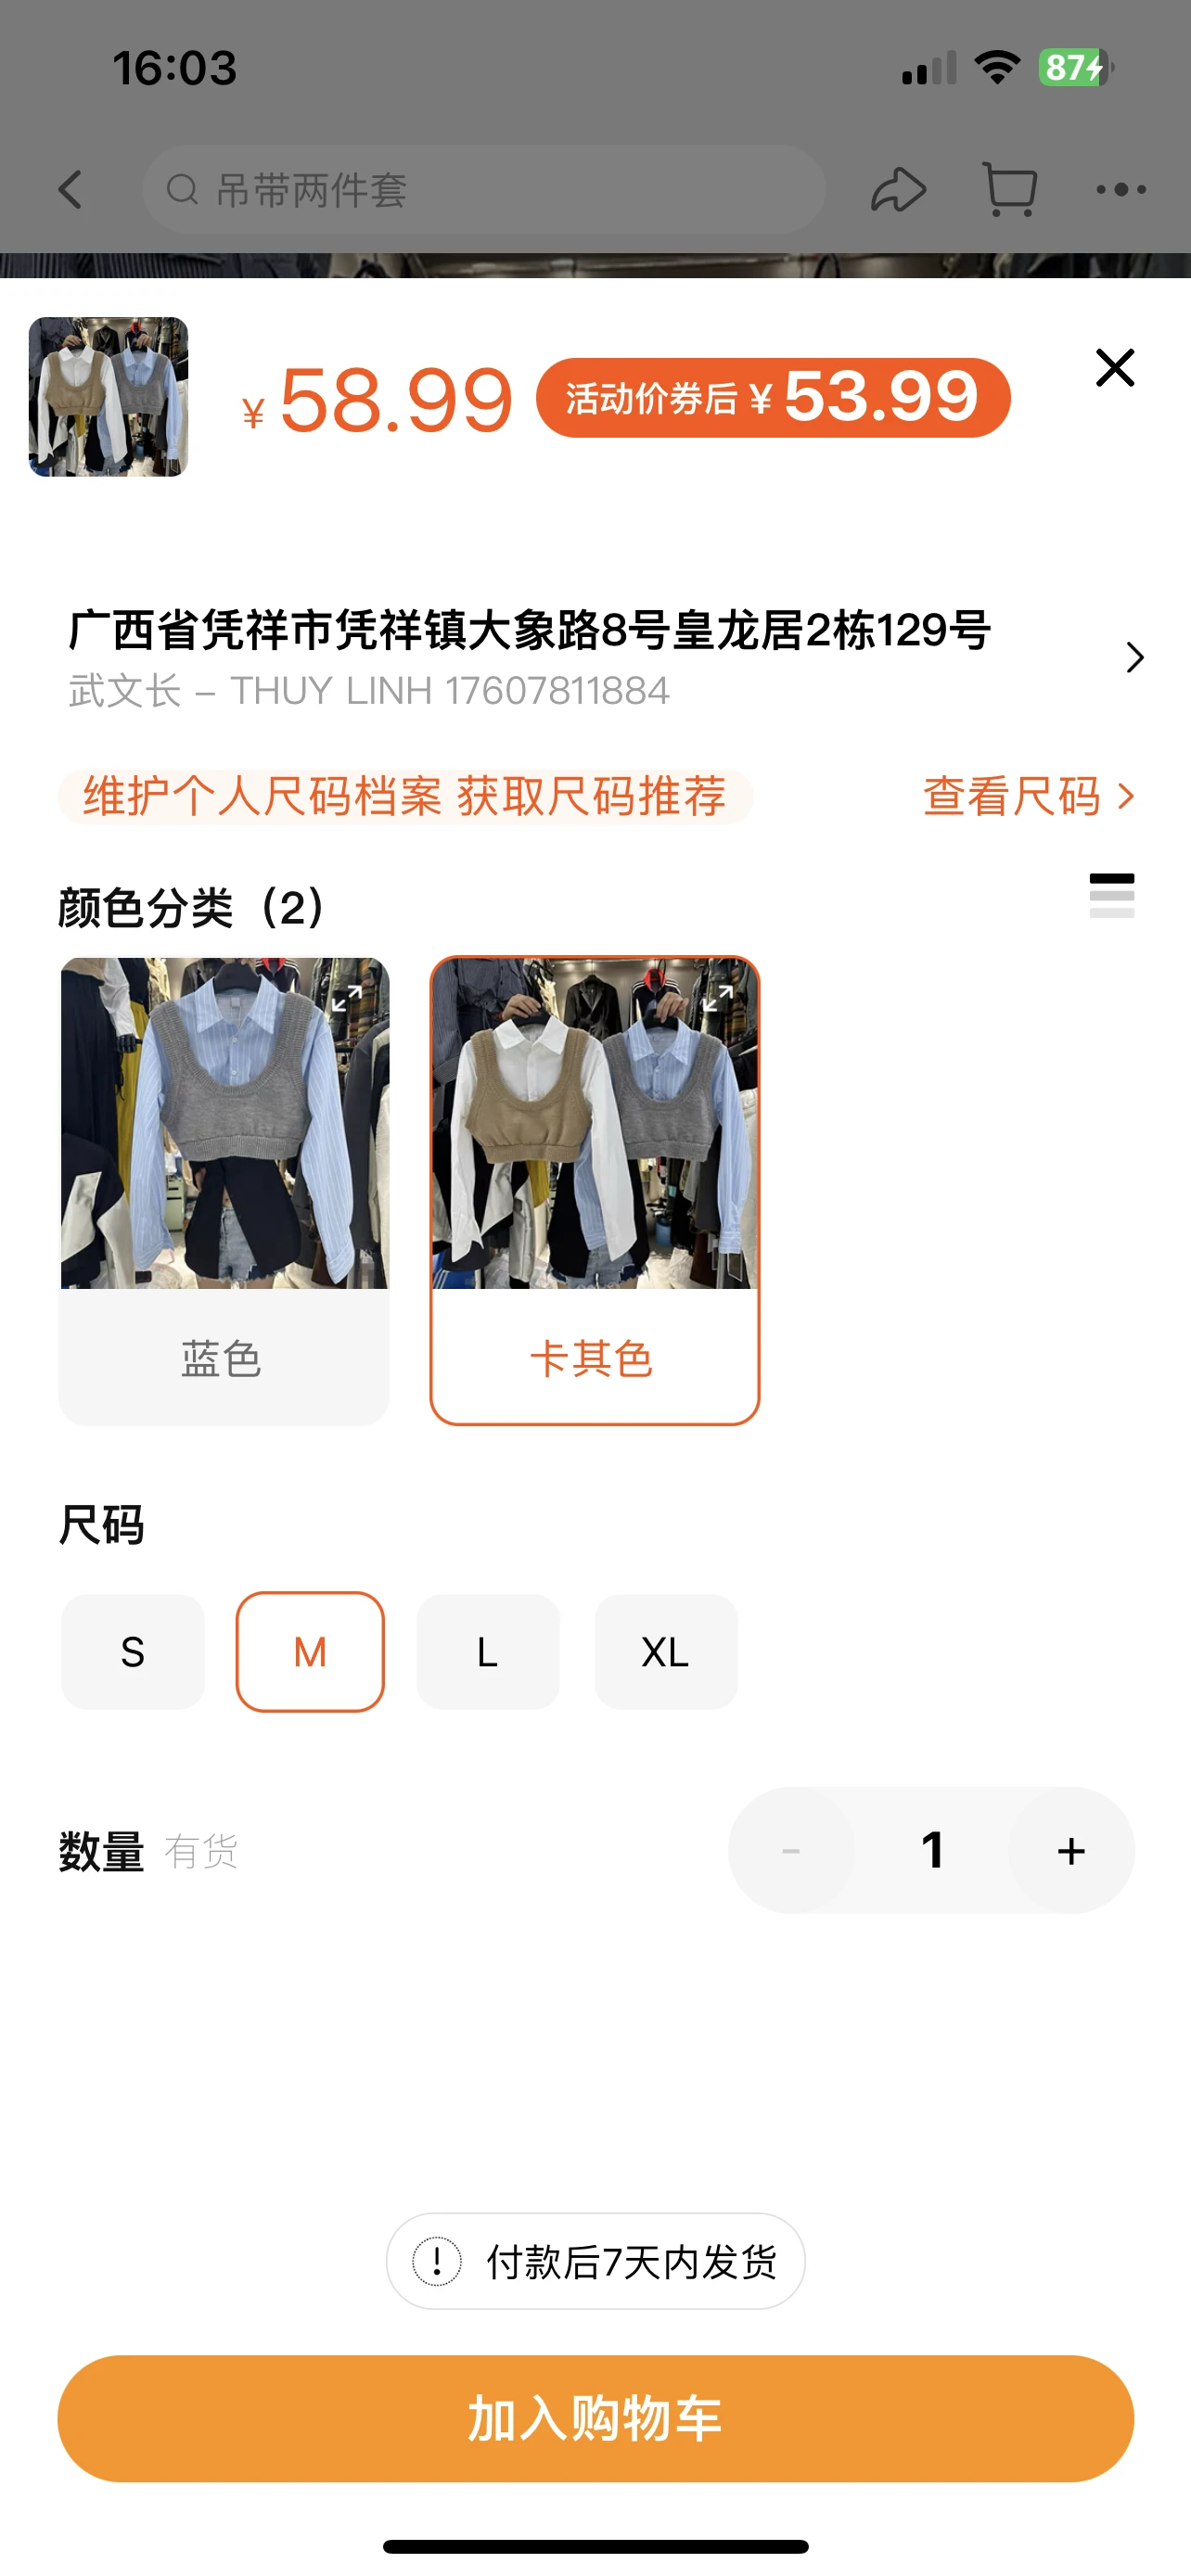 16:03
87
吊带两件套
¥58.99 活动价券后¥53.99
广西省凭祥市凭祥镇大象路8号皇龙居2栋129号
武文长 – THUY LINH 17607811884
维护个人尺码档案 获取尺码推荐 查看尺码
颜色分类（2）
蓝色 卡其色
尺码
S M L XL
数量 有货 - 1 +
! 付款后7天内发货
加入购物车